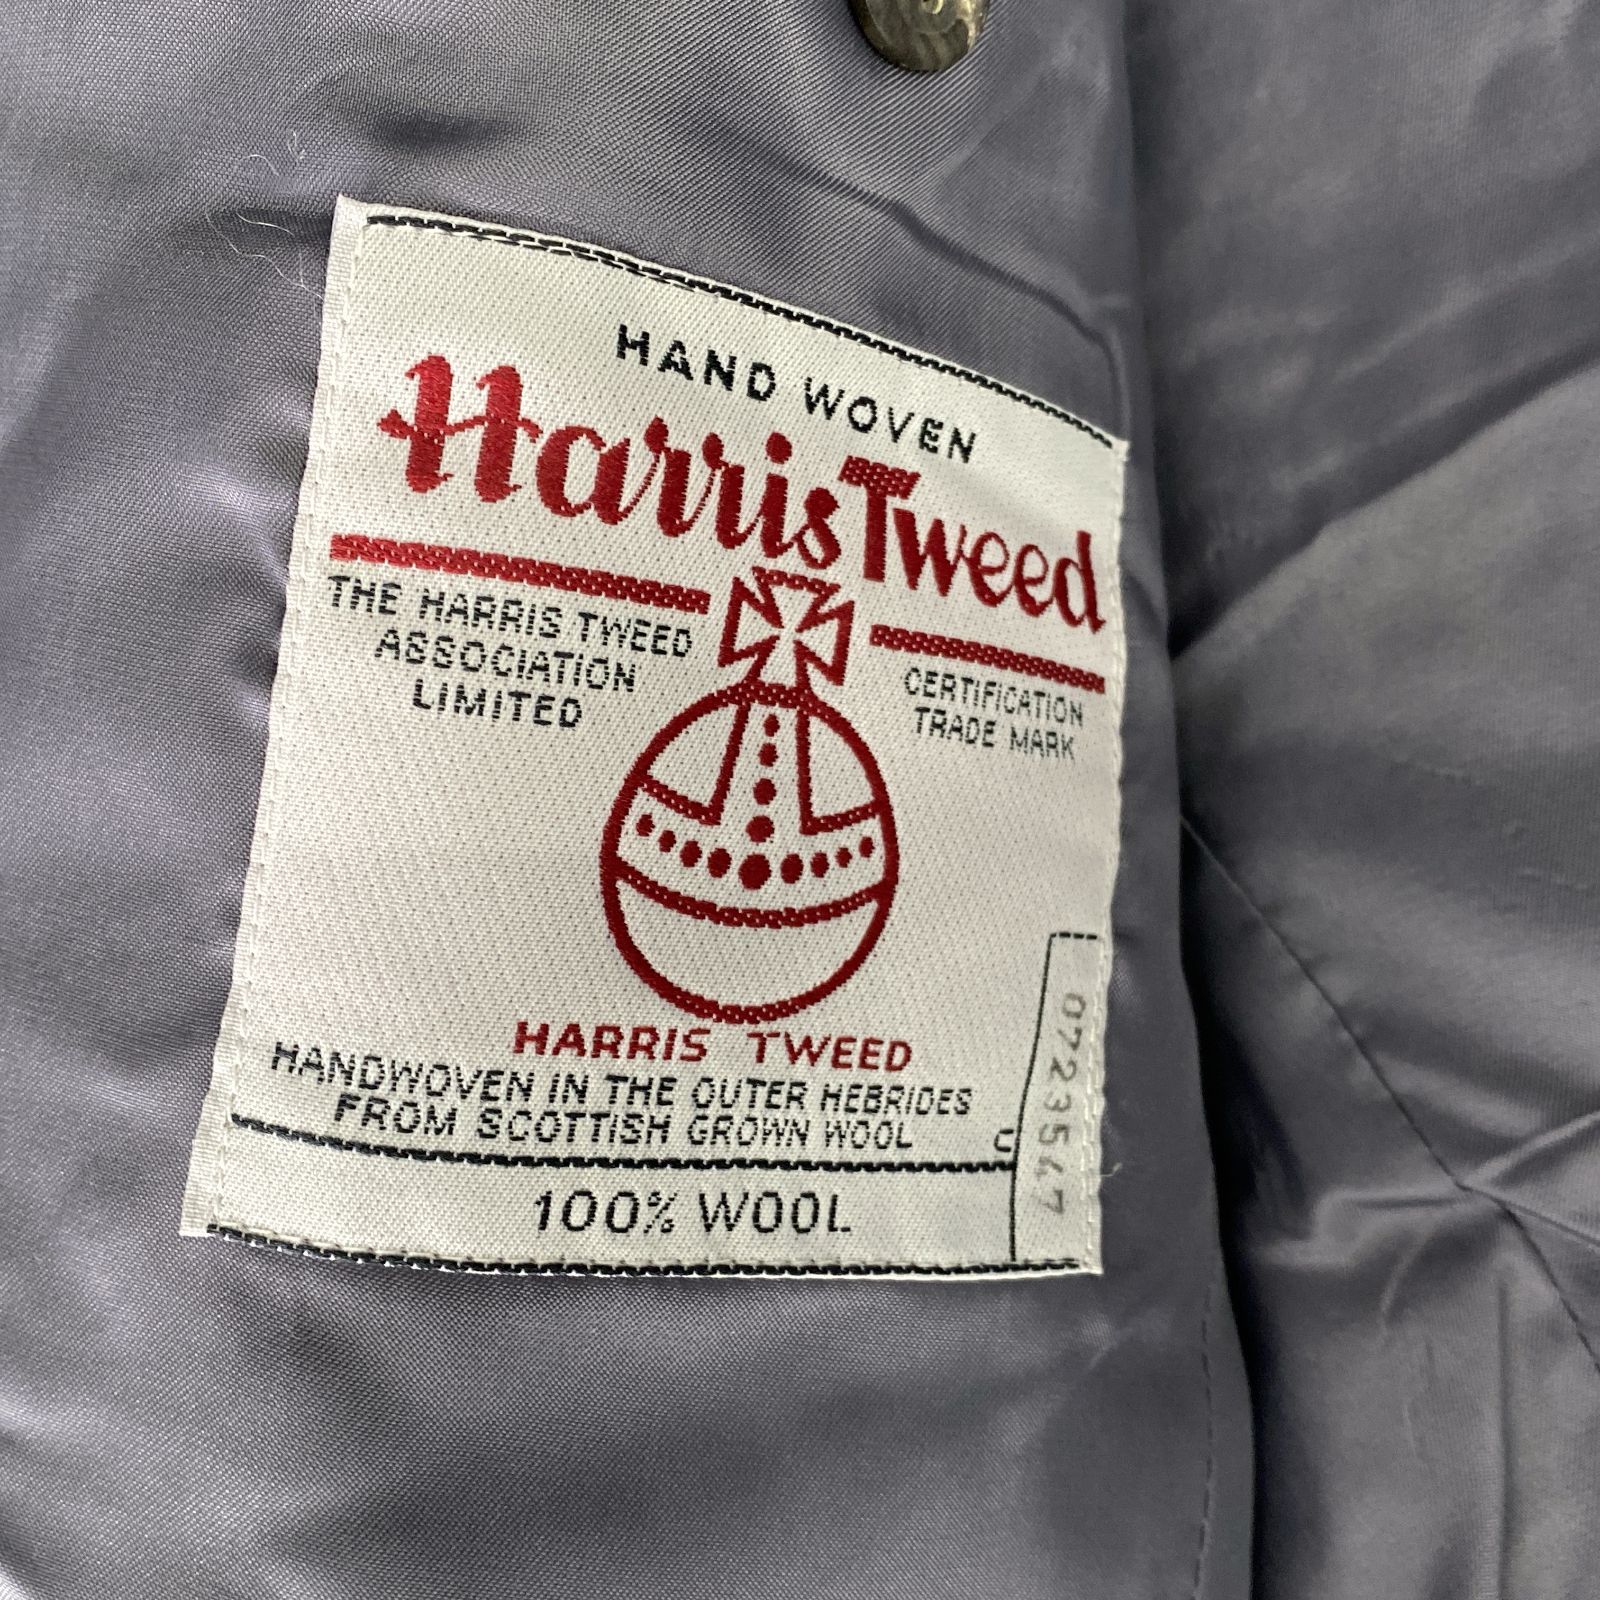 HAND WOVEN
Harris Tweed
THE HARRIS TWEED
ASSOCIATION
LIMITED
CERTIFICATION
TRADE MARK
HARRIS TWEED
HANDWOVEN IN THE OUTER HEBRIDES
FROM SCOTTISH GROWN WOOL
C
100% WOOL
0723547